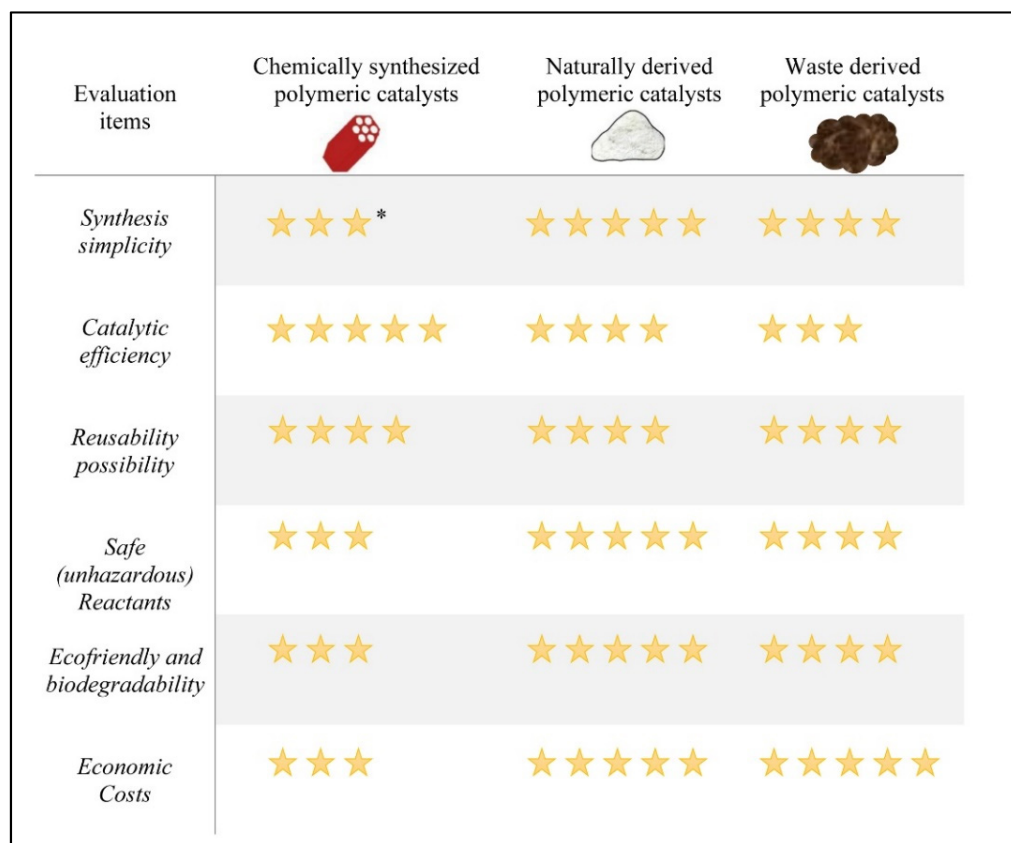 Evaluation
items
Chemically synthesized
polymeric catalysts
Naturally derived
polymeric catalysts
Waste derived
polymeric catalysts
Synthesis
simplicity
*
Catalytic
efficiency
Reusability
possibility
Safe
(unhazardous)
Reactants
Ecofriendly and
biodegradability
Economic
Costs